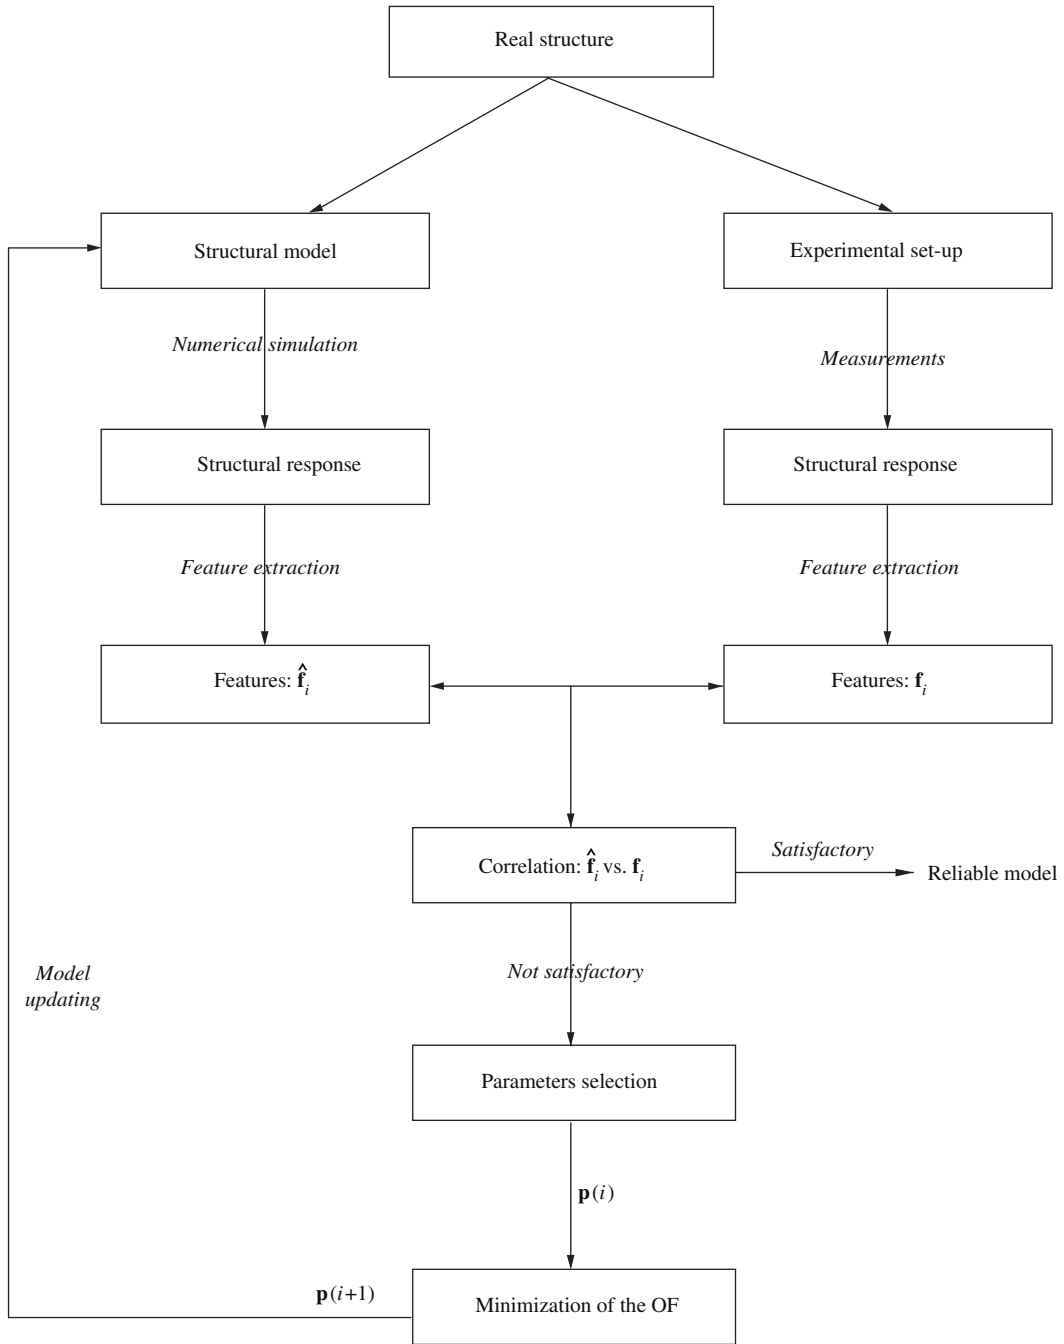 Real structure
Structural model
Experimental set-up
Numerical simulation
Measurements
Structural response
Structural response
Feature extraction
Feature extraction
Features: f̂i
Features: fi
Correlation: f̂i vs. fi
Satisfactory
Reliable model
Not satisfactory
Model
updating
Parameters selection
p(i)
p(i+1)
Minimization of the OF